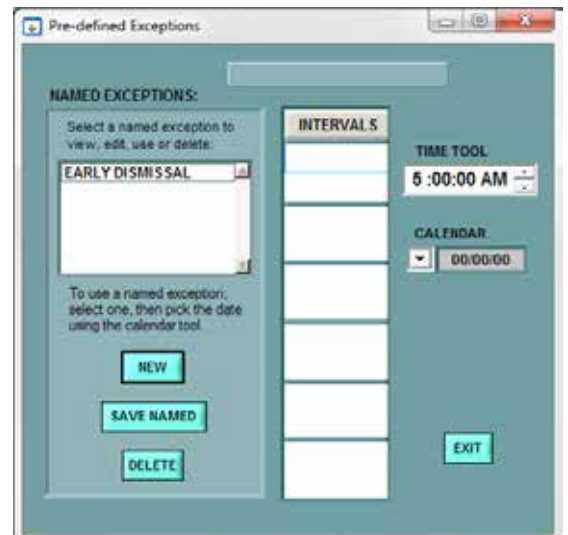 Pre-defined Exceptions
NAMED EXCEPTIONS:
Select a named exception to
view, edit, use or delete:
EARLY DISMISSAL
To use a named exception,
select one, then pick the date
using the calendar tool.
NEW
SAVE NAMED
DELETE
INTERVALS
TIME TOOL
5 :00:00 AM
CALENDAR
00/00/00
EXIT